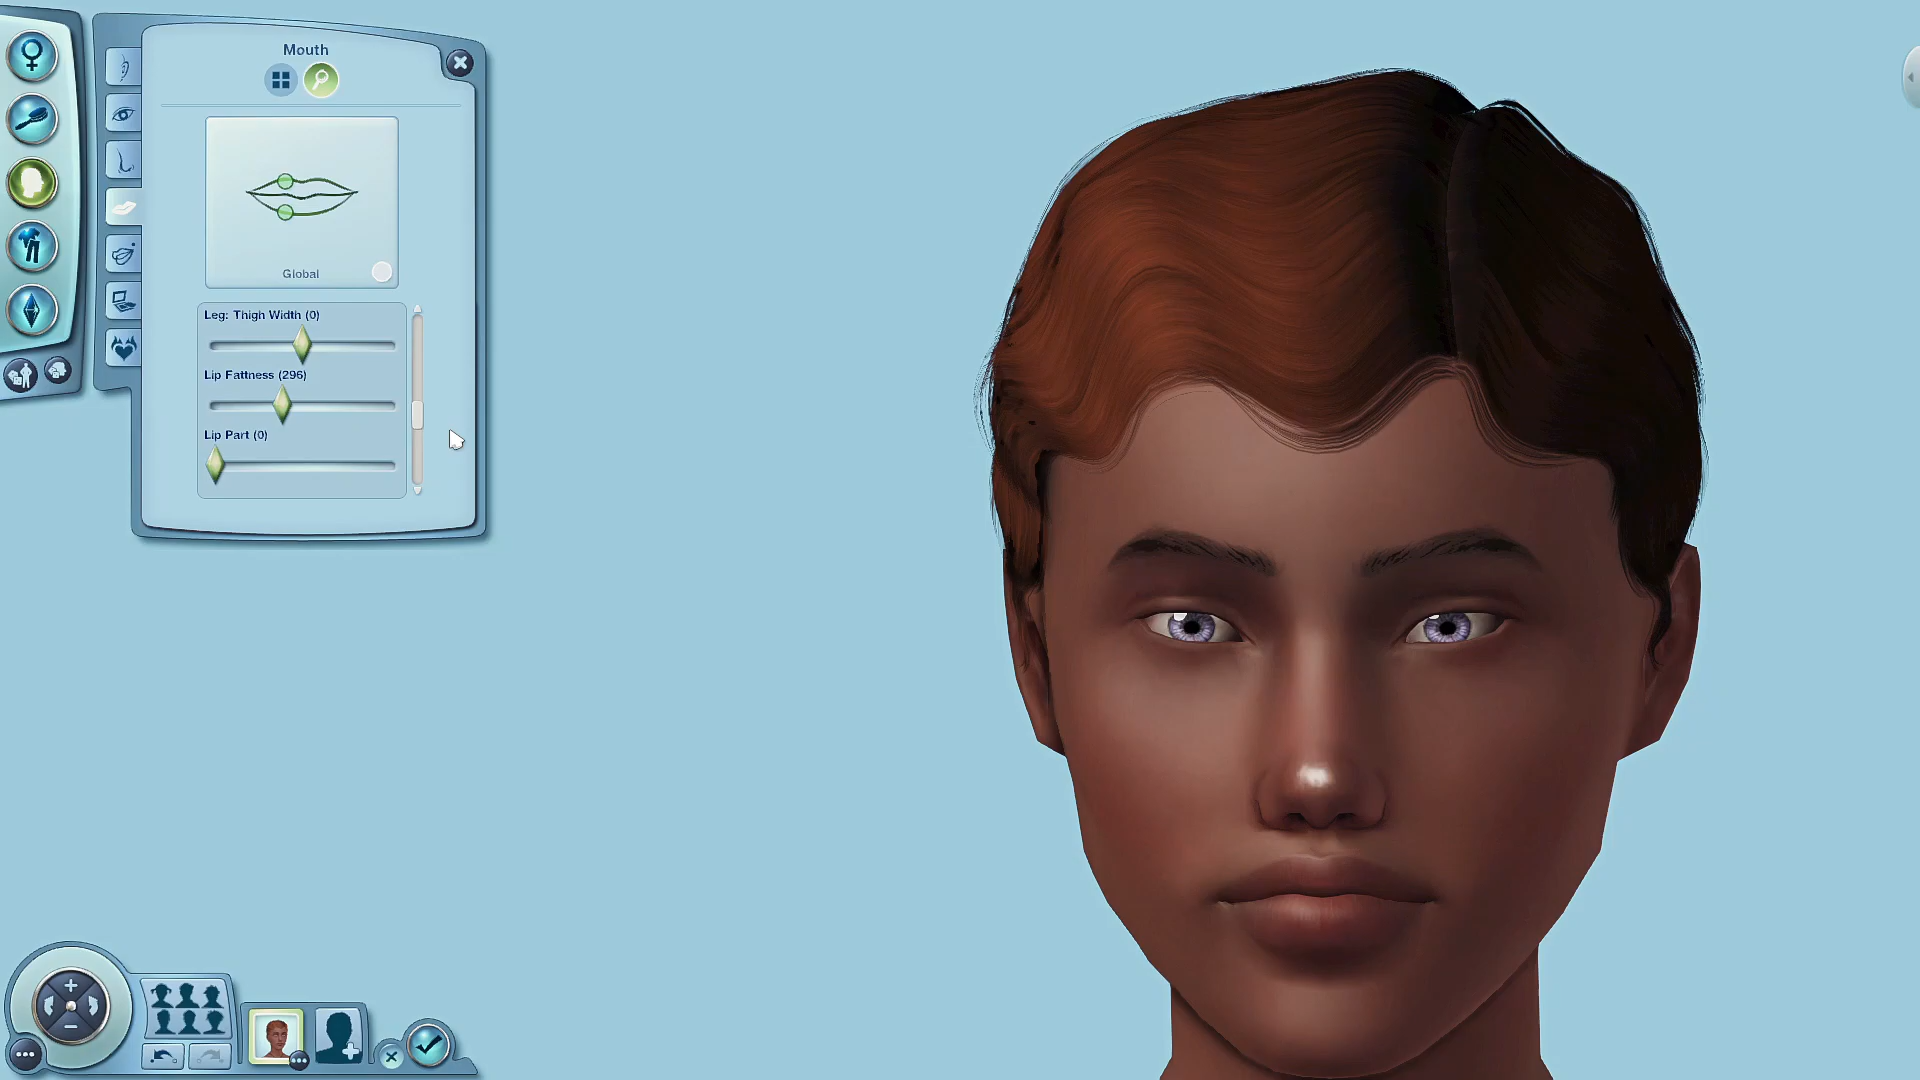 Mouth
Global
Leg: Thigh Width (0)
Lip Fattness (296)
Lip Part (0)